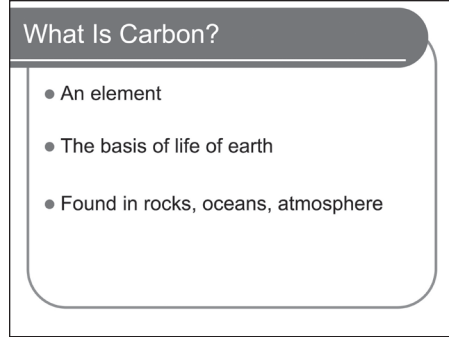 What Is Carbon?
● An element
● The basis of life of earth
● Found in rocks, oceans, atmosphere